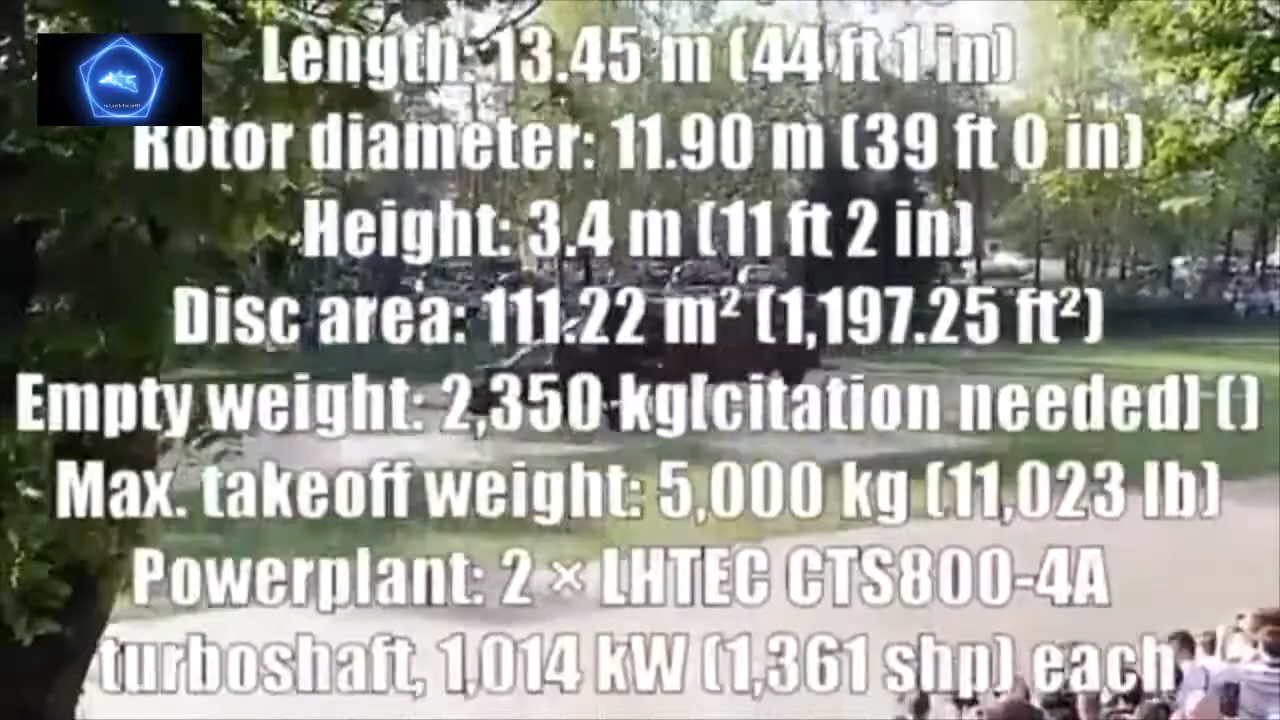 Length: 13.45 m (44 ft 1 in)
Rotor diameter: 11.90 m (39 ft 0 in)
Height: 3.4 m (11 ft 2 in)
Disc area: 111.22 m² (1,197.25 ft²)
Empty weight: 2,350 kg[citation needed] ()
Max. takeoff weight: 5,000 kg (11,023 lb)
Powerplant: 2 × LHTEC CTS800-4A
turboshaft, 1,014 kW (1,361 shp) each